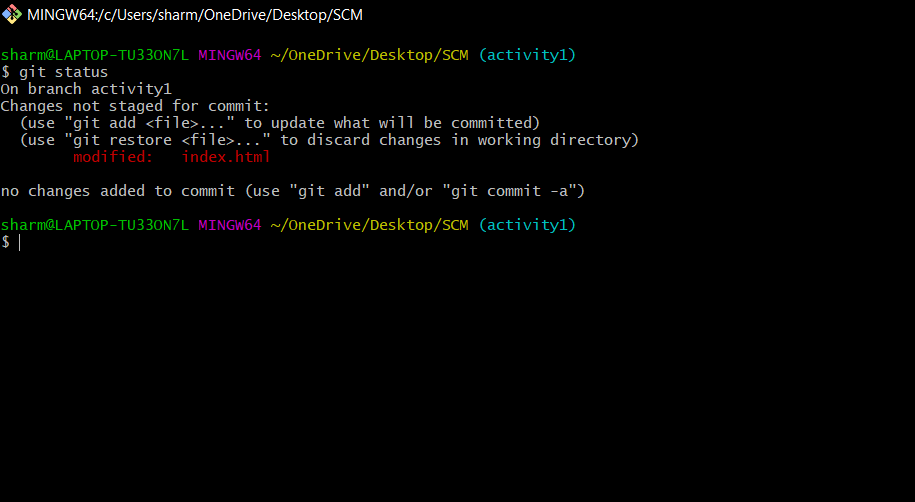 MINGW64:/c/Users/sharm/OneDrive/Desktop/SCM
sharm@LAPTOP-TU33ON7L MINGW64 ~/OneDrive/Desktop/SCM (activity1)
$ git status
On branch activity1
Changes not staged for commit:
  (use "git add <file>..." to update what will be committed)
  (use "git restore <file>..." to discard changes in working directory)
        modified:   index.html
no changes added to commit (use "git add" and/or "git commit -a")
sharm@LAPTOP-TU33ON7L MINGW64 ~/OneDrive/Desktop/SCM (activity1)
$